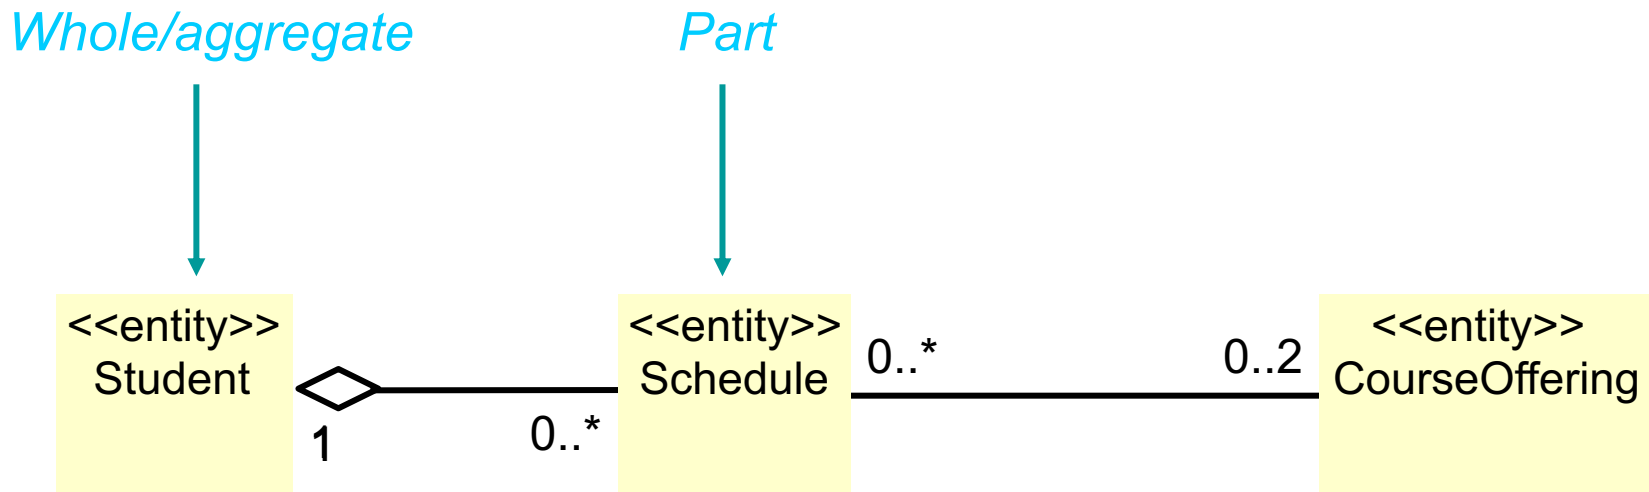 Whole/aggregate
Part
<<entity>>
Student
1
0..*
<<entity>>
Schedule
0..*
0..2
<<entity>>
CourseOffering